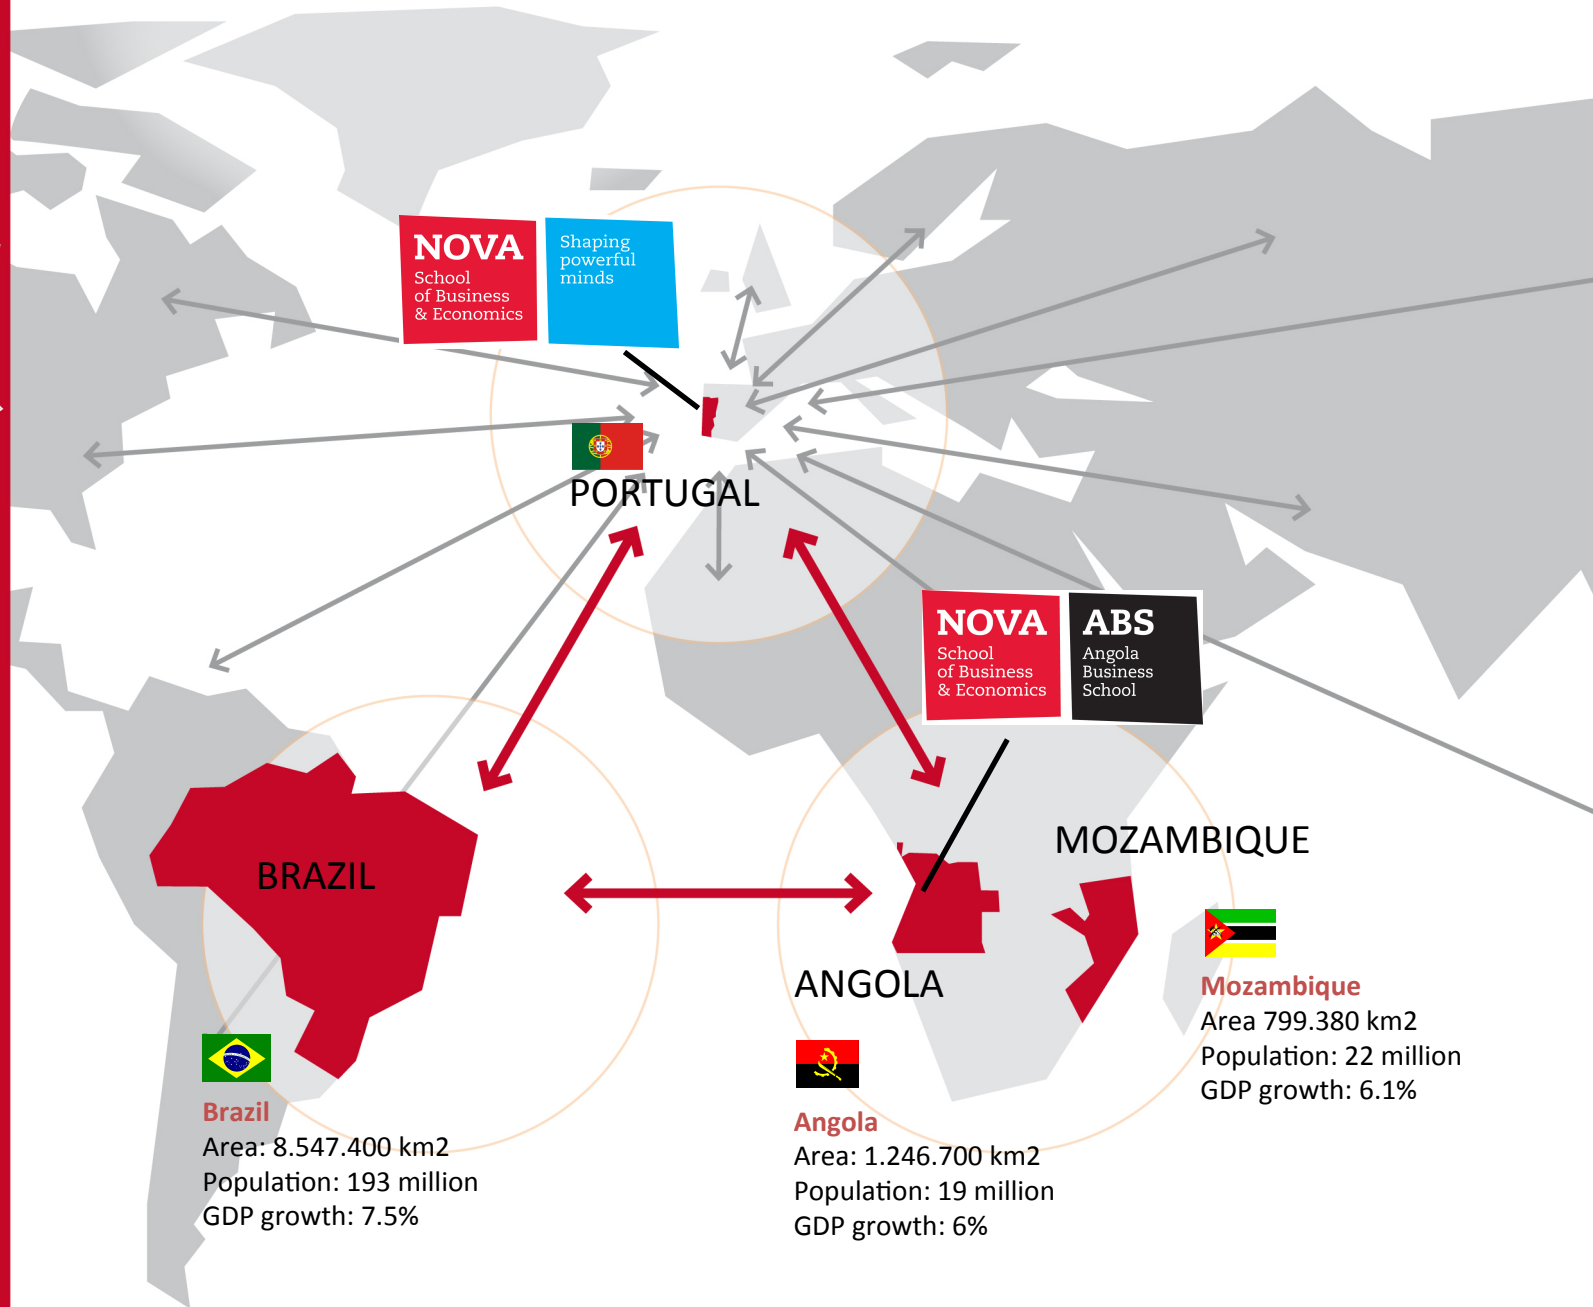 NOVA
School
of Business
& Economics
Shaping
powerful
minds
PORTUGAL
NOVA
School
of Business
& Economics
ABS
Angola
Business
School
BRAZIL
MOZAMBIQUE
ANGOLA
Brazil
Area: 8.547.400 km2
Population: 193 million
GDP growth: 7.5%
Angola
Area: 1.246.700 km2
Population: 19 million
GDP growth: 6%
Mozambique
Area 799.380 km2
Population: 22 million
GDP growth: 6.1%